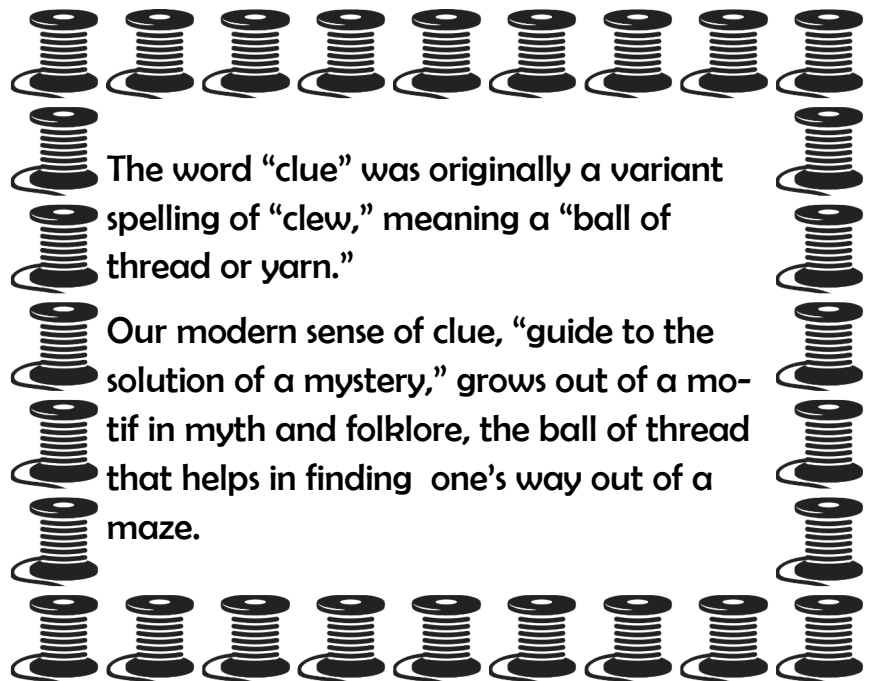 The word “clue” was originally a variant
spelling of “clew,” meaning a “ball of
thread or yarn.”
Our modern sense of clue, “guide to the
solution of a mystery,” grows out of a mo-
tif in myth and folklore, the ball of thread
that helps in finding  one’s way out of a
maze.